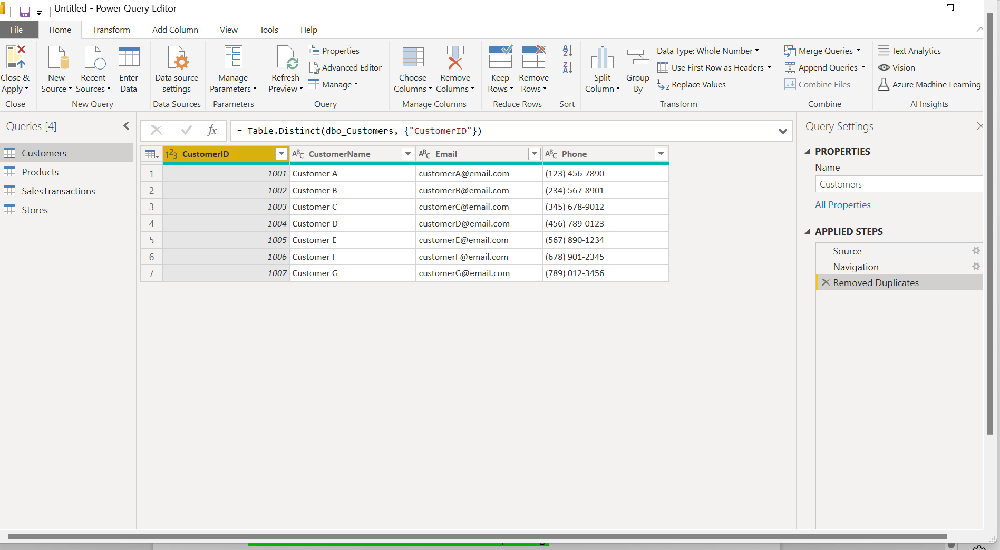 Untitled - Power Query Editor
File Home Transform Add Column View Tools Help
Close & Apply
Close
New Source
Recent Sources
Enter Data
New Query
Data source settings
Data Sources
Manage Parameters
Parameters
Refresh Preview
Properties
Advanced Editor
Manage
Query
Choose Columns
Remove Columns
Manage Columns
Keep Rows
Remove Rows
Reduce Rows
A Z
Z A
Sort
Split Column
Group By
Data Type: Whole Number
Use First Row as Headers
1 2 Replace Values
Transform
Merge Queries
Append Queries
Combine Files
Combine
Text Analytics
Vision
Azure Machine Learning
AI Insights
Queries [4]
Customers
Products
SalesTransactions
Stores
fx = Table.Distinct(dbo_Customers, {"CustomerID"})
123 CustomerID ABC CustomerName ABC Email ABC Phone
1 1001 Customer A customerA@email.com (123) 456-7890
2 1002 Customer B customerB@email.com (234) 567-8901
3 1003 Customer C customerC@email.com (345) 678-9012
4 1004 Customer D customerD@email.com (456) 789-0123
5 1005 Customer E customerE@email.com (567) 890-1234
6 1006 Customer F customerF@email.com (678) 901-2345
7 1007 Customer G customerG@email.com (789) 012-3456
Query Settings
PROPERTIES
Name
Customers
All Properties
APPLIED STEPS
Source
Navigation
Removed Duplicates